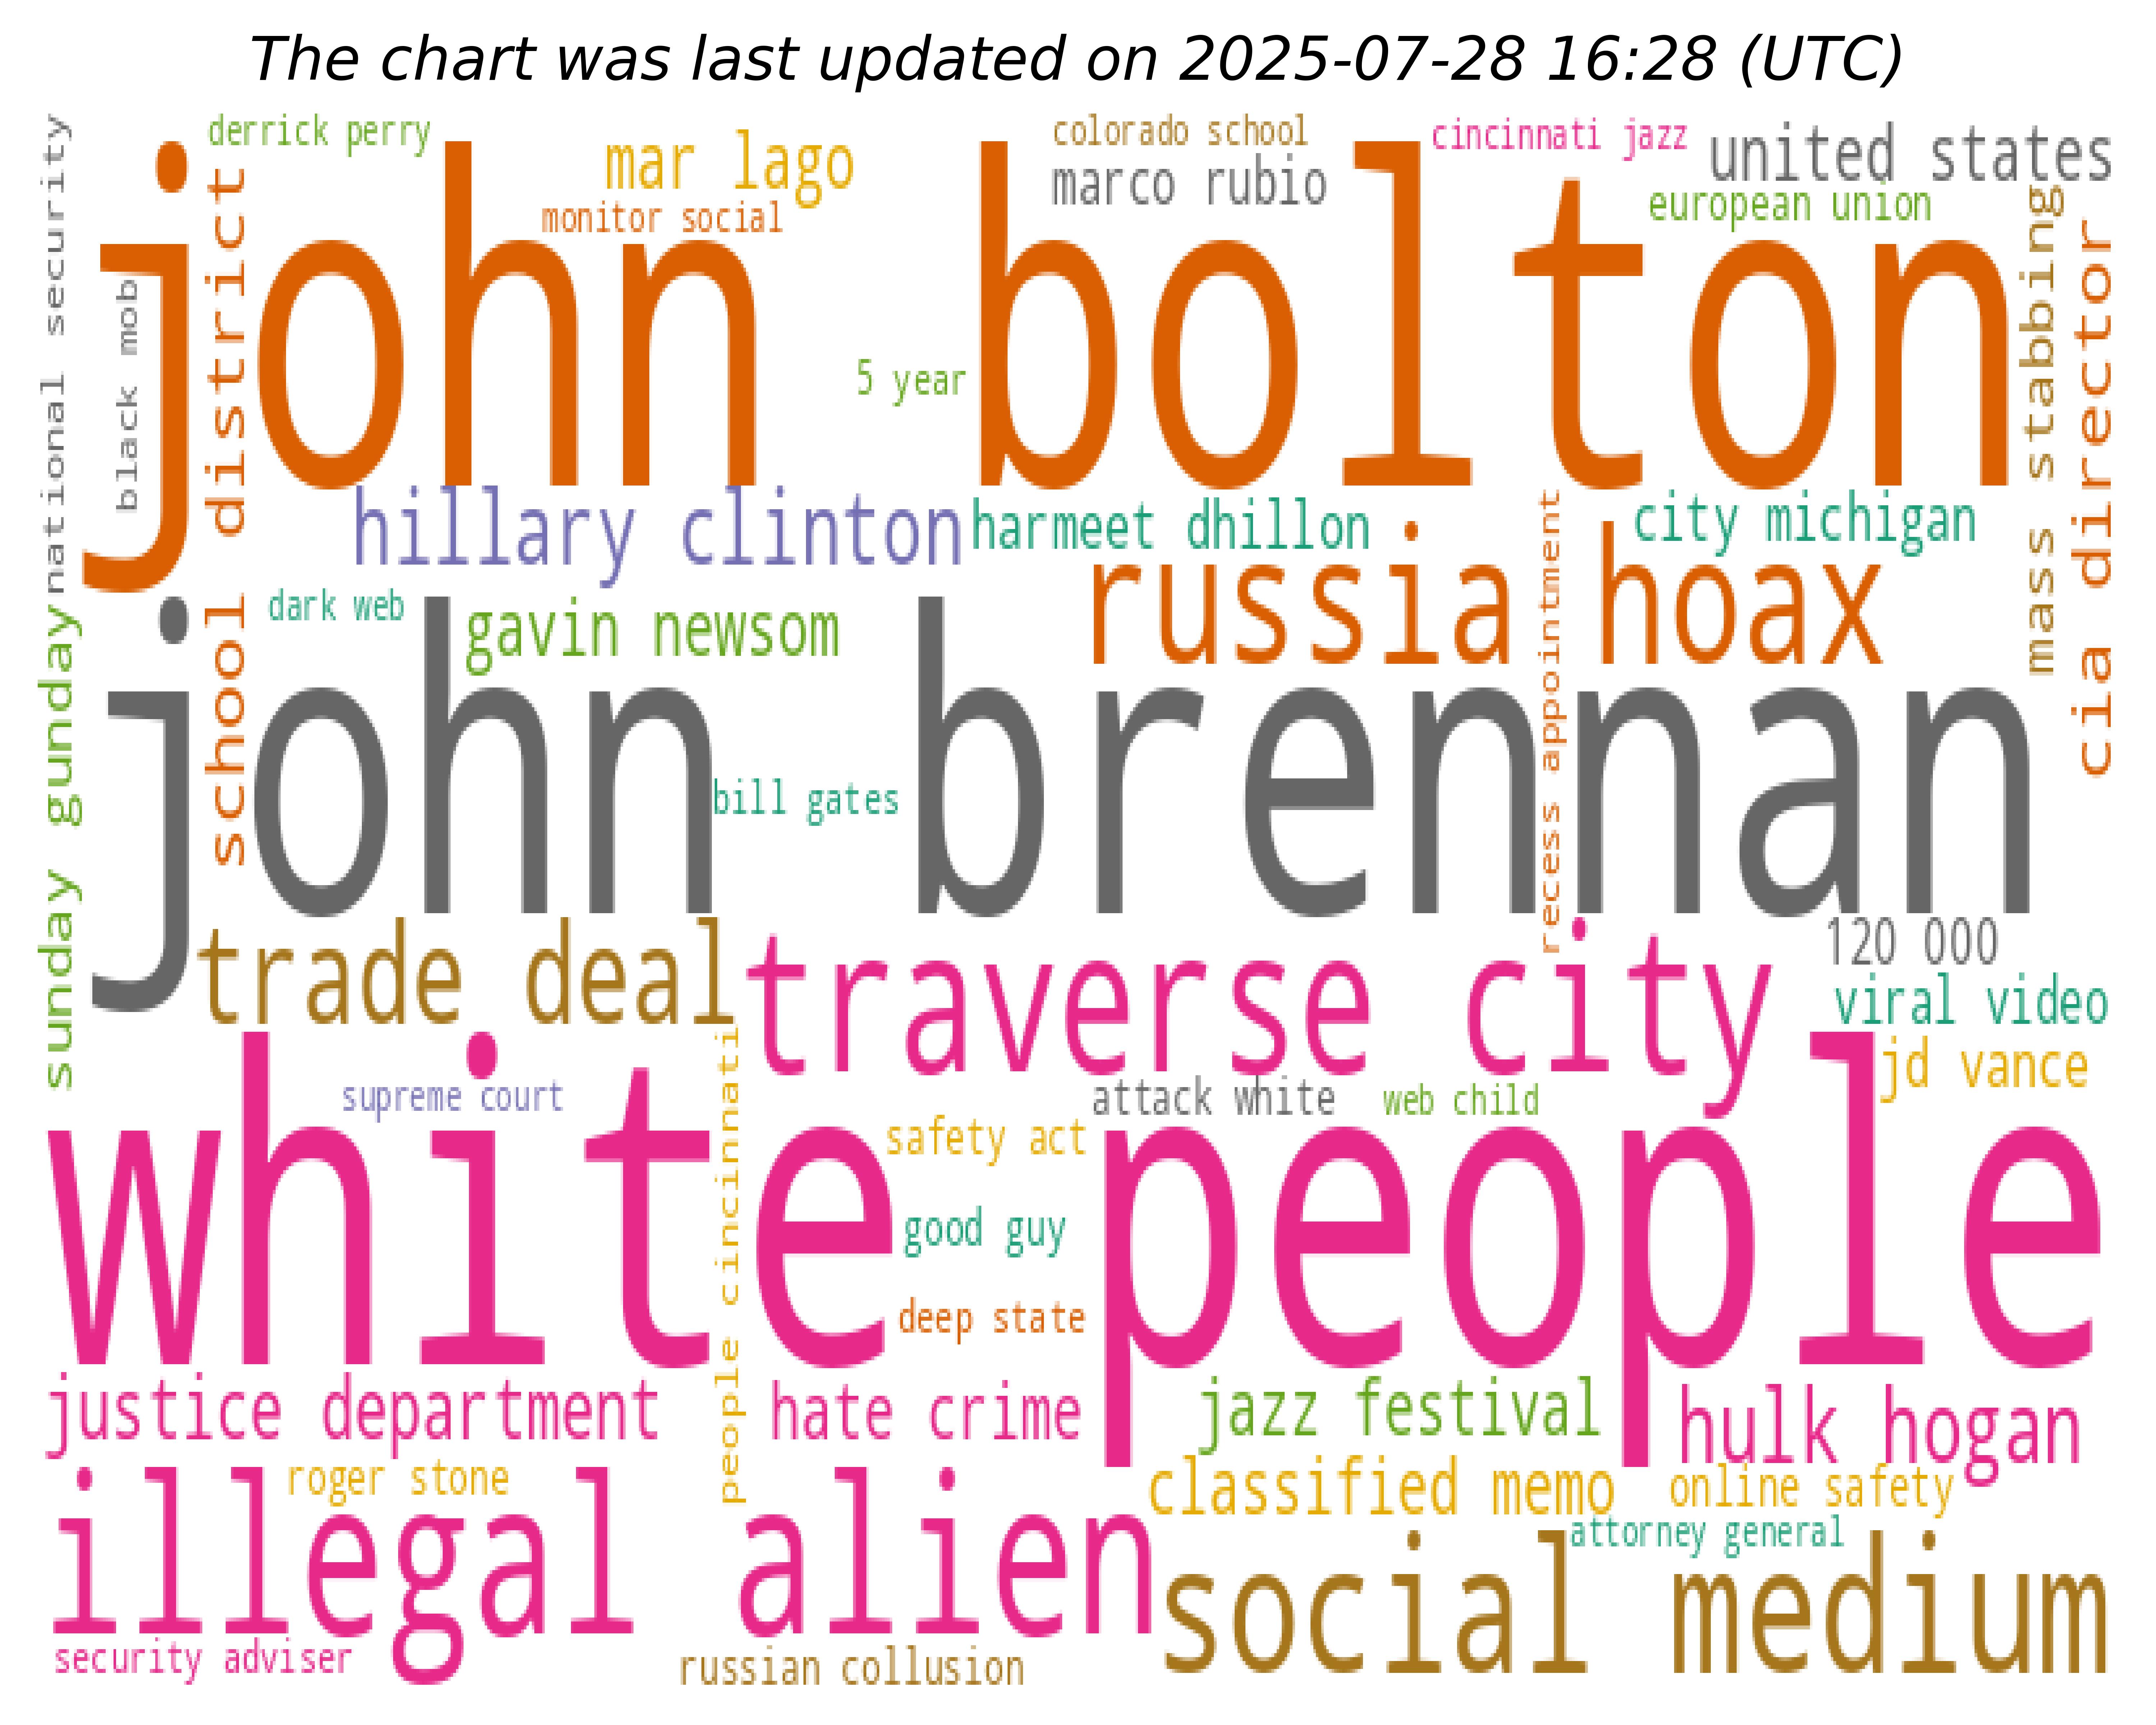 The chart was last updated on 2025-07-28 16:28 (UTC)
national security
derrick perry
mar lago
colorado school
cincinnati jazz
united states
marco rubio
european union
monitor social
john bolton
black mob
school district
5 year
mass stabbing
cia director
hillary clinton
harmeet dhillon
city michigan
russia hoax
recess appointment
dark web
gavin newsom
sunday gunday
john brennan
bill gates
trade deal
traverse city
120 000
viral video
jd vance
supreme court
people cincinnati
attack white
web child
safety act
white people
good guy
deep state
justice department
hate crime
jazz festival
hulk hogan
roger stone
classified memo
online safety
illegal alien
attorney general
social medium
security adviser
russian collusion